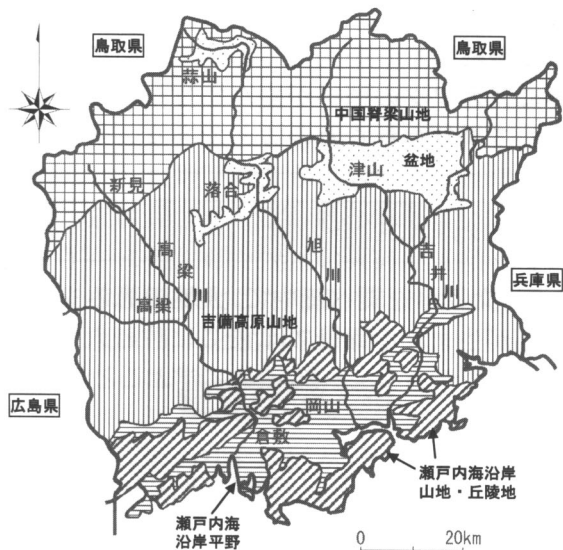 鳥取県
鳥取県
蒜山
中国脊梁山地
津山
盆地
新見
落合
高梁川
旭川
吉井川
兵庫県
高梁
吉備高原山地
広島県
岡山
倉敷
瀬戸内海沿岸
山地・丘陵地
瀬戸内海
沿岸平野
0 20km